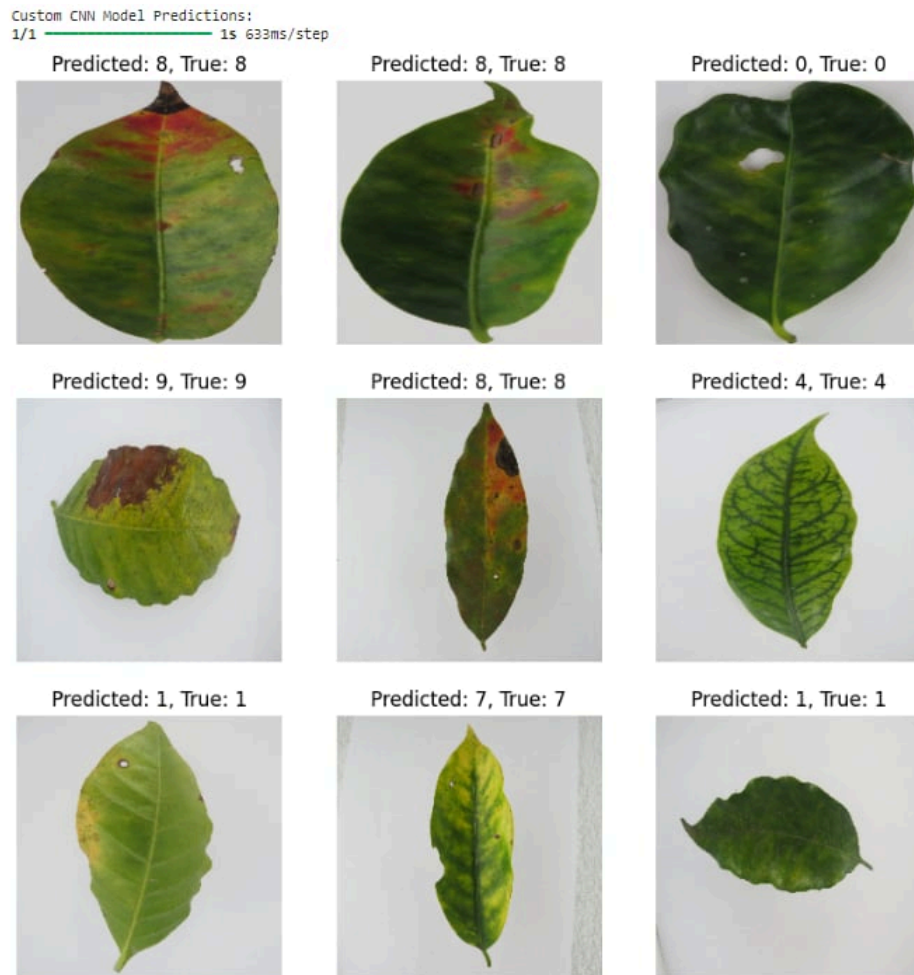 Custom CNN Model Predictions:
1/1 ━━━━━━━━━━━━━━━━━━━━ 1s 633ms/step
Predicted: 8, True: 8
Predicted: 8, True: 8
Predicted: 0, True: 0
Predicted: 9, True: 9
Predicted: 8, True: 8
Predicted: 4, True: 4
Predicted: 1, True: 1
Predicted: 7, True: 7
Predicted: 1, True: 1